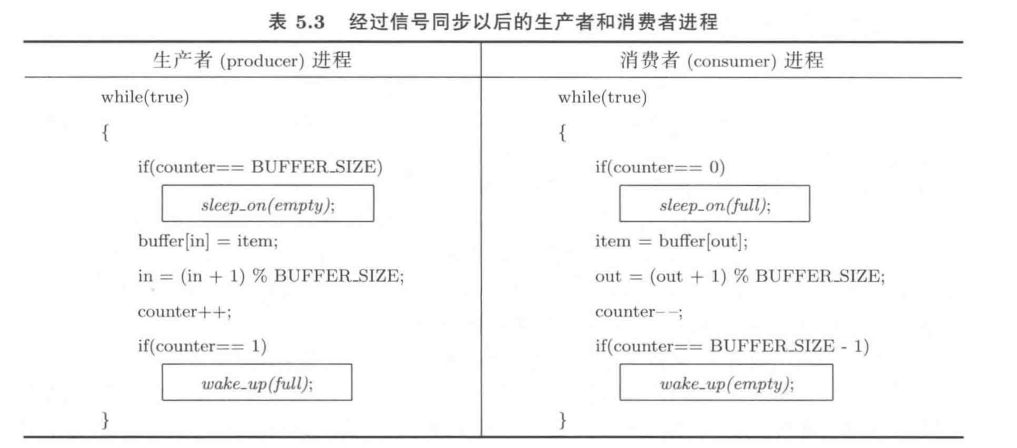 表 5.3 经过信号同步以后的生产者和消费者进程
生产者 (producer) 进程
while(true)
{
if(counter== BUFFER_SIZE)
sleep_on(empty);
buffer[in] = item;
in = (in + 1) % BUFFER_SIZE;
counter++;
if(counter== 1)
wake_up(full);
}
消费者 (consumer) 进程
while(true)
{
if(counter== 0)
sleep_on(full);
item = buffer[out];
out = (out + 1) % BUFFER_SIZE;
counter--;
if(counter== BUFFER_SIZE - 1)
wake_up(empty);
}